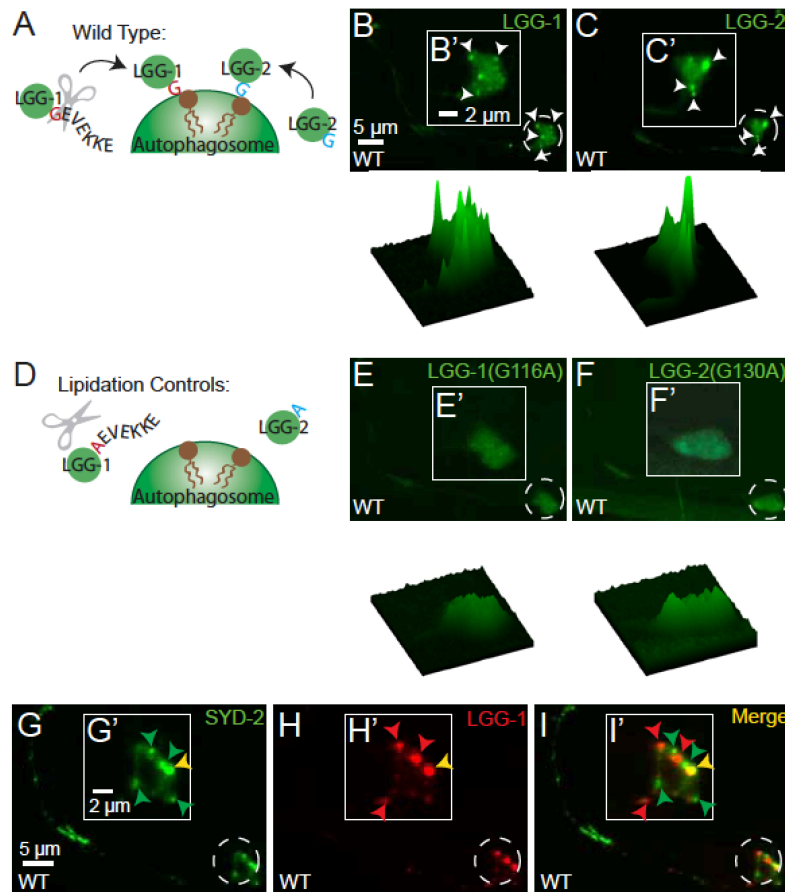 A
Wild Type:
LGG-1
GEVEKKE
LGG-1
G
LGG-2
G
LGG-2
G
Autophagosome
B
LGG-1
B'
2 µm
5 µm
WT
C
LGG-2
C'
WT
D
Lipidation Controls:
AEVEKKE
LGG-1
A
LGG-2
Autophagosome
E
LGG-1(G116A)
E'
WT
F
LGG-2(G130A)
F'
WT
G
SYD-2
G'
2 µm
5 µm
WT
H
LGG-1
H'
WT
I
Merge
I'
WT